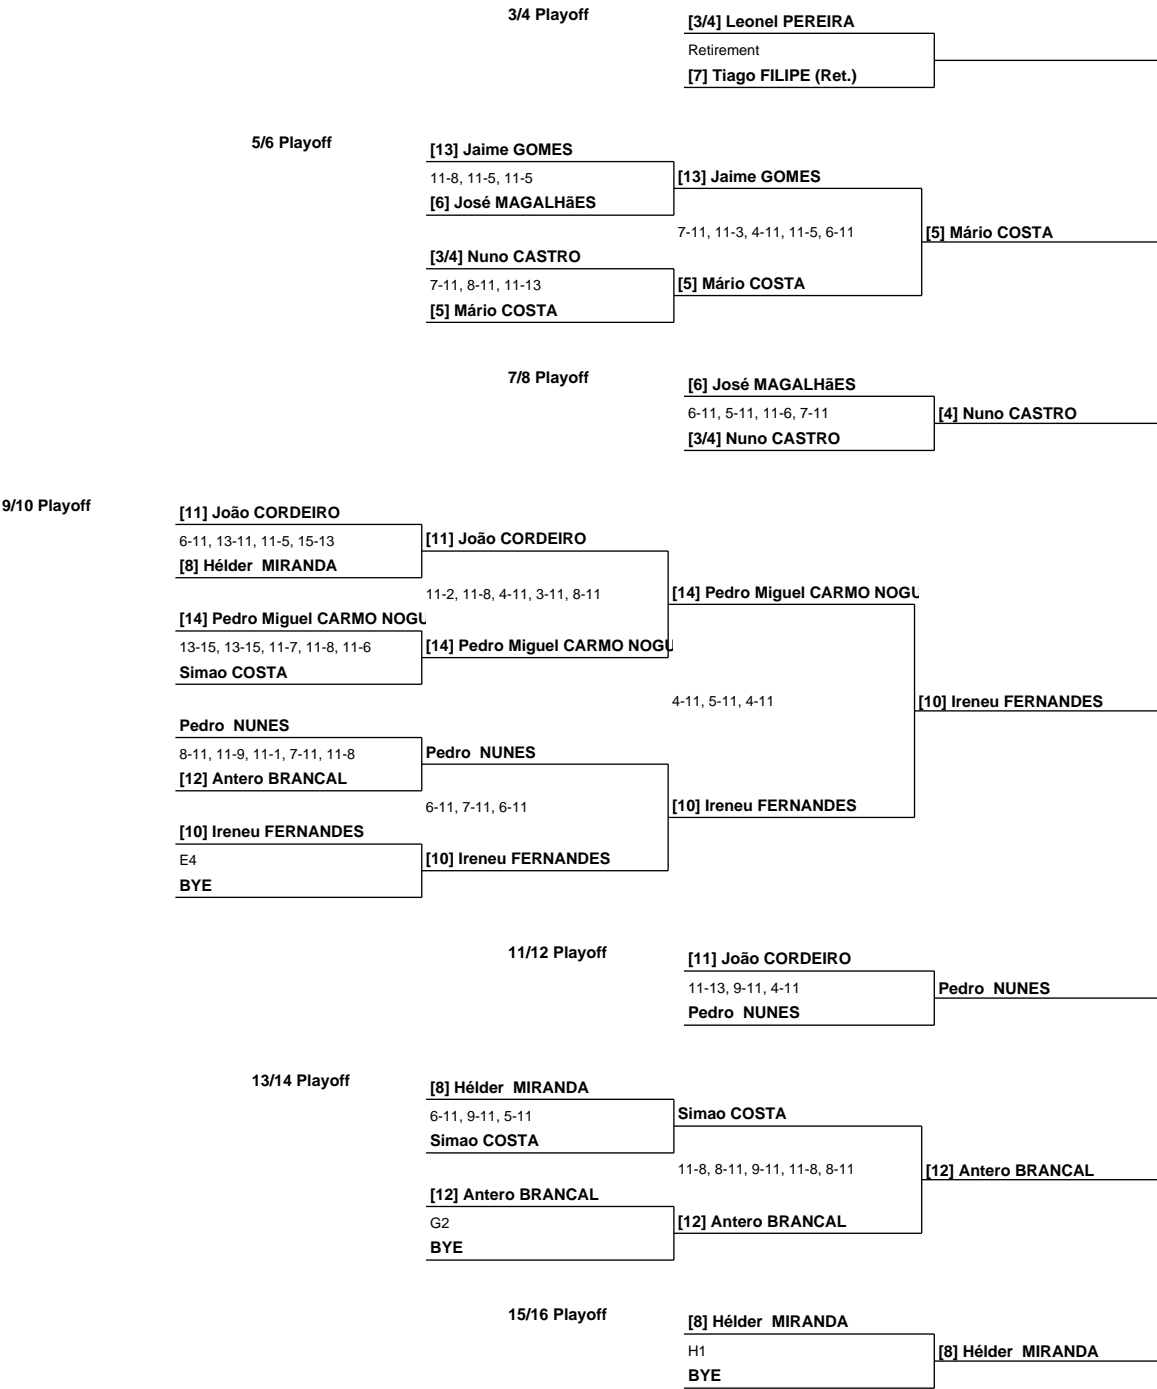 3/4 Playoff
[3/4] Leonel PEREIRA
Retirement
[7] Tiago FILIPE (Ret.)
5/6 Playoff
[13] Jaime GOMES
11-8, 11-5, 11-5
[13] Jaime GOMES
[6] José MAGALHãES
7-11, 11-3, 4-11, 11-5, 6-11
[5] Mário COSTA
[3/4] Nuno CASTRO
7-11, 8-11, 11-13
[5] Mário COSTA
[5] Mário COSTA
7/8 Playoff
[6] José MAGALHãES
6-11, 5-11, 11-6, 7-11
[4] Nuno CASTRO
[3/4] Nuno CASTRO
9/10 Playoff
[11] João CORDEIRO
6-11, 13-11, 11-5, 15-13
[11] João CORDEIRO
[8] Hélder  MIRANDA
11-2, 11-8, 4-11, 3-11, 8-11
[14] Pedro Miguel CARMO NOGU
[14] Pedro Miguel CARMO NOGU
13-15, 13-15, 11-7, 11-8, 11-6
[14] Pedro Miguel CARMO NOGU
Simao COSTA
4-11, 5-11, 4-11
[10] Ireneu FERNANDES
Pedro  NUNES
8-11, 11-9, 11-1, 7-11, 11-8
Pedro  NUNES
[12] Antero BRANCAL
6-11, 7-11, 6-11
[10] Ireneu FERNANDES
[10] Ireneu FERNANDES
E4
[10] Ireneu FERNANDES
BYE
11/12 Playoff
[11] João CORDEIRO
11-13, 9-11, 4-11
Pedro  NUNES
Pedro  NUNES
13/14 Playoff
[8] Hélder  MIRANDA
6-11, 9-11, 5-11
Simao COSTA
Simao COSTA
11-8, 8-11, 9-11, 11-8, 8-11
[12] Antero BRANCAL
[12] Antero BRANCAL
G2
[12] Antero BRANCAL
BYE
15/16 Playoff
[8] Hélder  MIRANDA
H1
[8] Hélder  MIRANDA
BYE